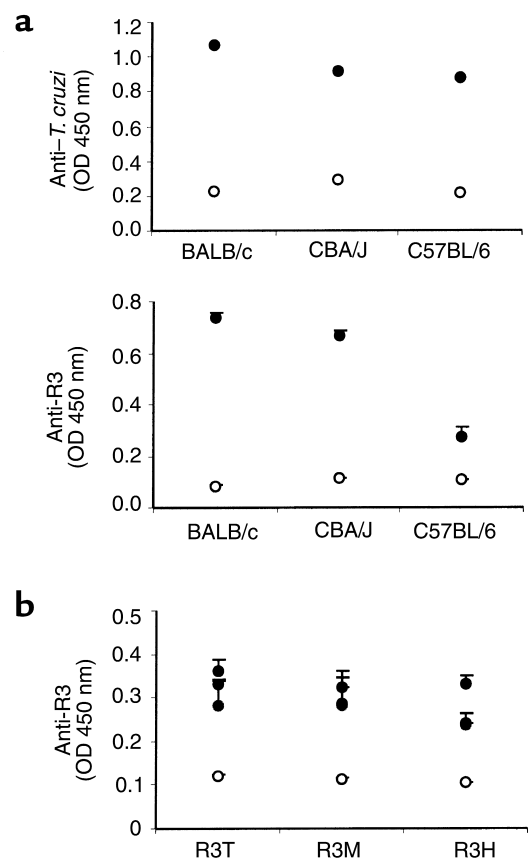 a
Anti–T. cruzi
(OD 450 nm)
1.2
1.0
0.8
0.6
0.4
0.2
0.0
BALB/c CBA/J C57BL/6
Anti-R3
(OD 450 nm)
0.8
0.6
0.4
0.2
0.0
BALB/c CBA/J C57BL/6
b
Anti-R3
(OD 450 nm)
0.5
0.4
0.3
0.2
0.1
0
R3T R3M R3H